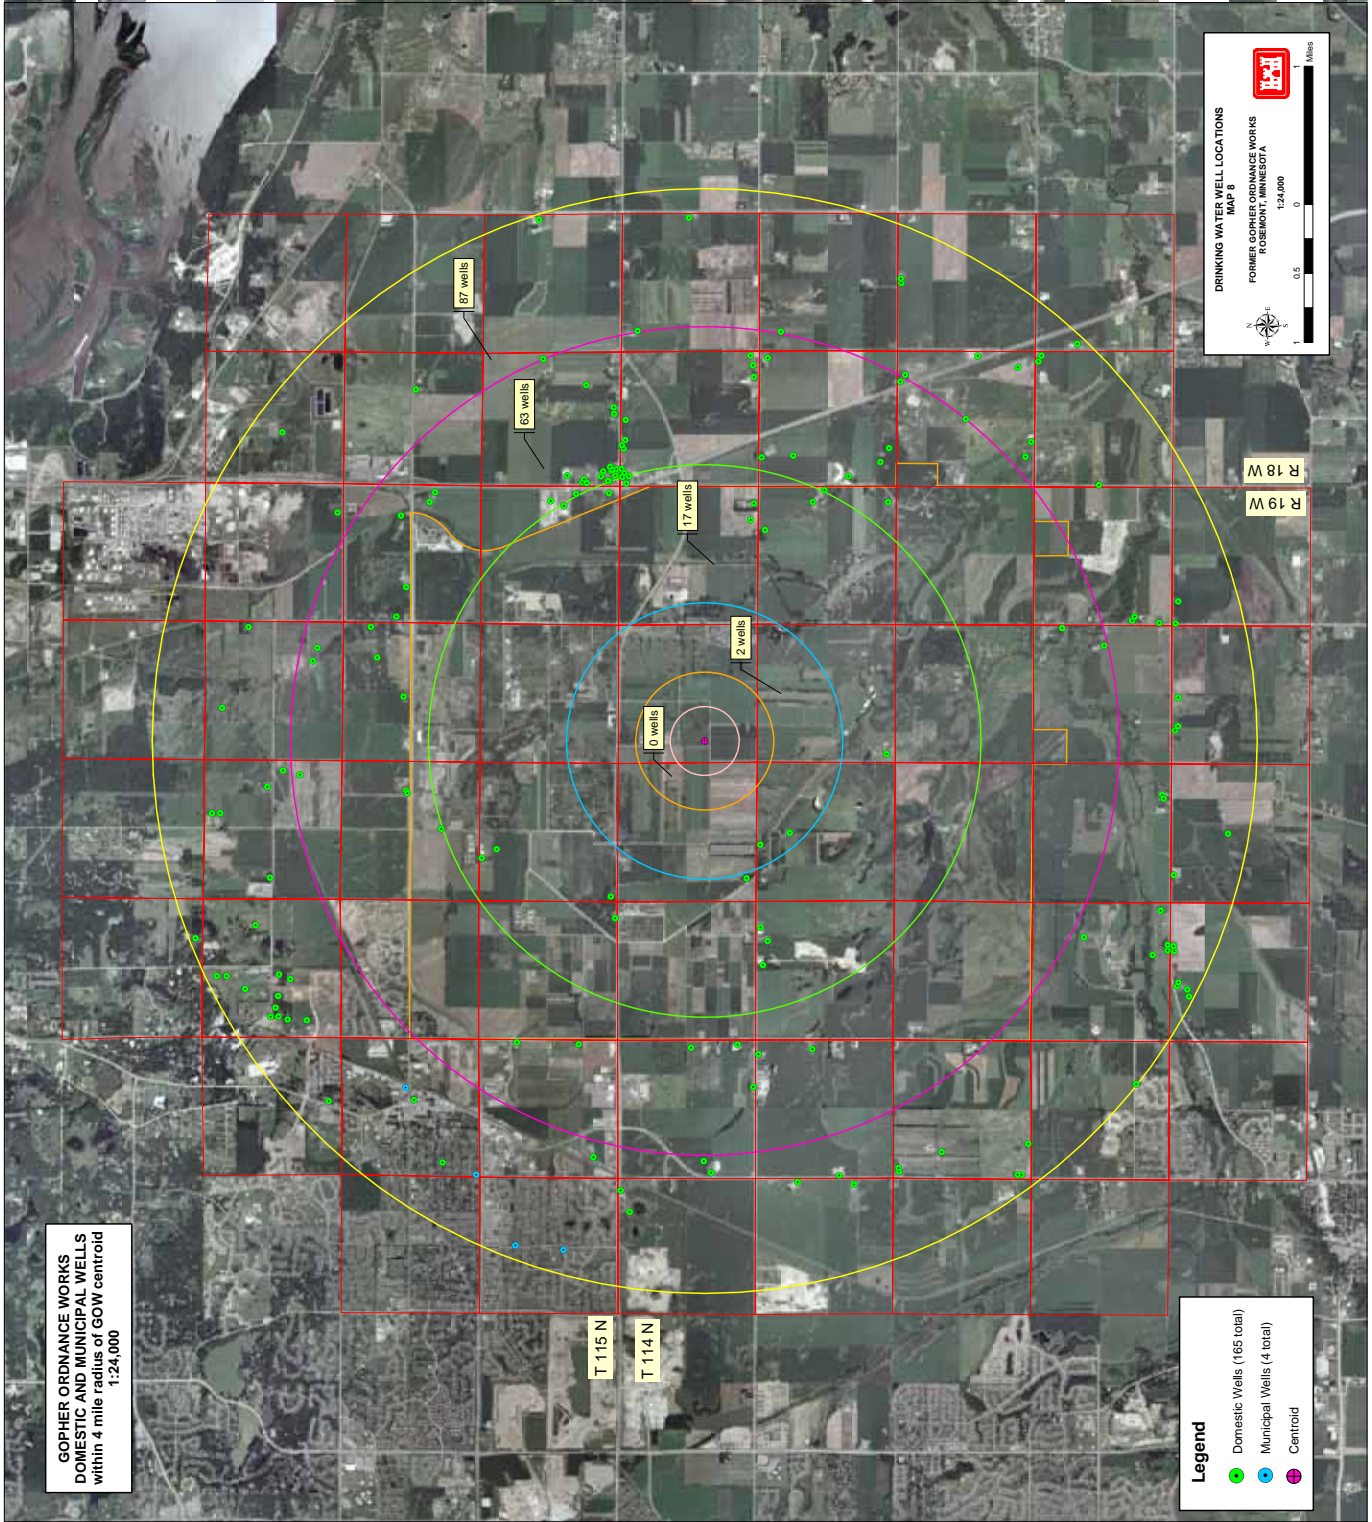 GOPHER ORDNANCE WORKS
DOMESTIC AND MUNICIPAL WELLS
within 4 mile radius of GOW centroid
1:24,000
87 wells
63 wells
17 wells
2 wells
0 wells
R 18 W
R 19 W
T 115 N
T 114 N
Legend
Domestic Wells (165 total)
Municipal Wells (4 total)
Centroid
DRINKING WATER WELL LOCATIONS
MAP 8
FORMER GOPHER ORDNANCE WORKS
ROSEMONT, MINNESOTA
1:24,000
N
W E
S
1 0.5 0 1
Miles